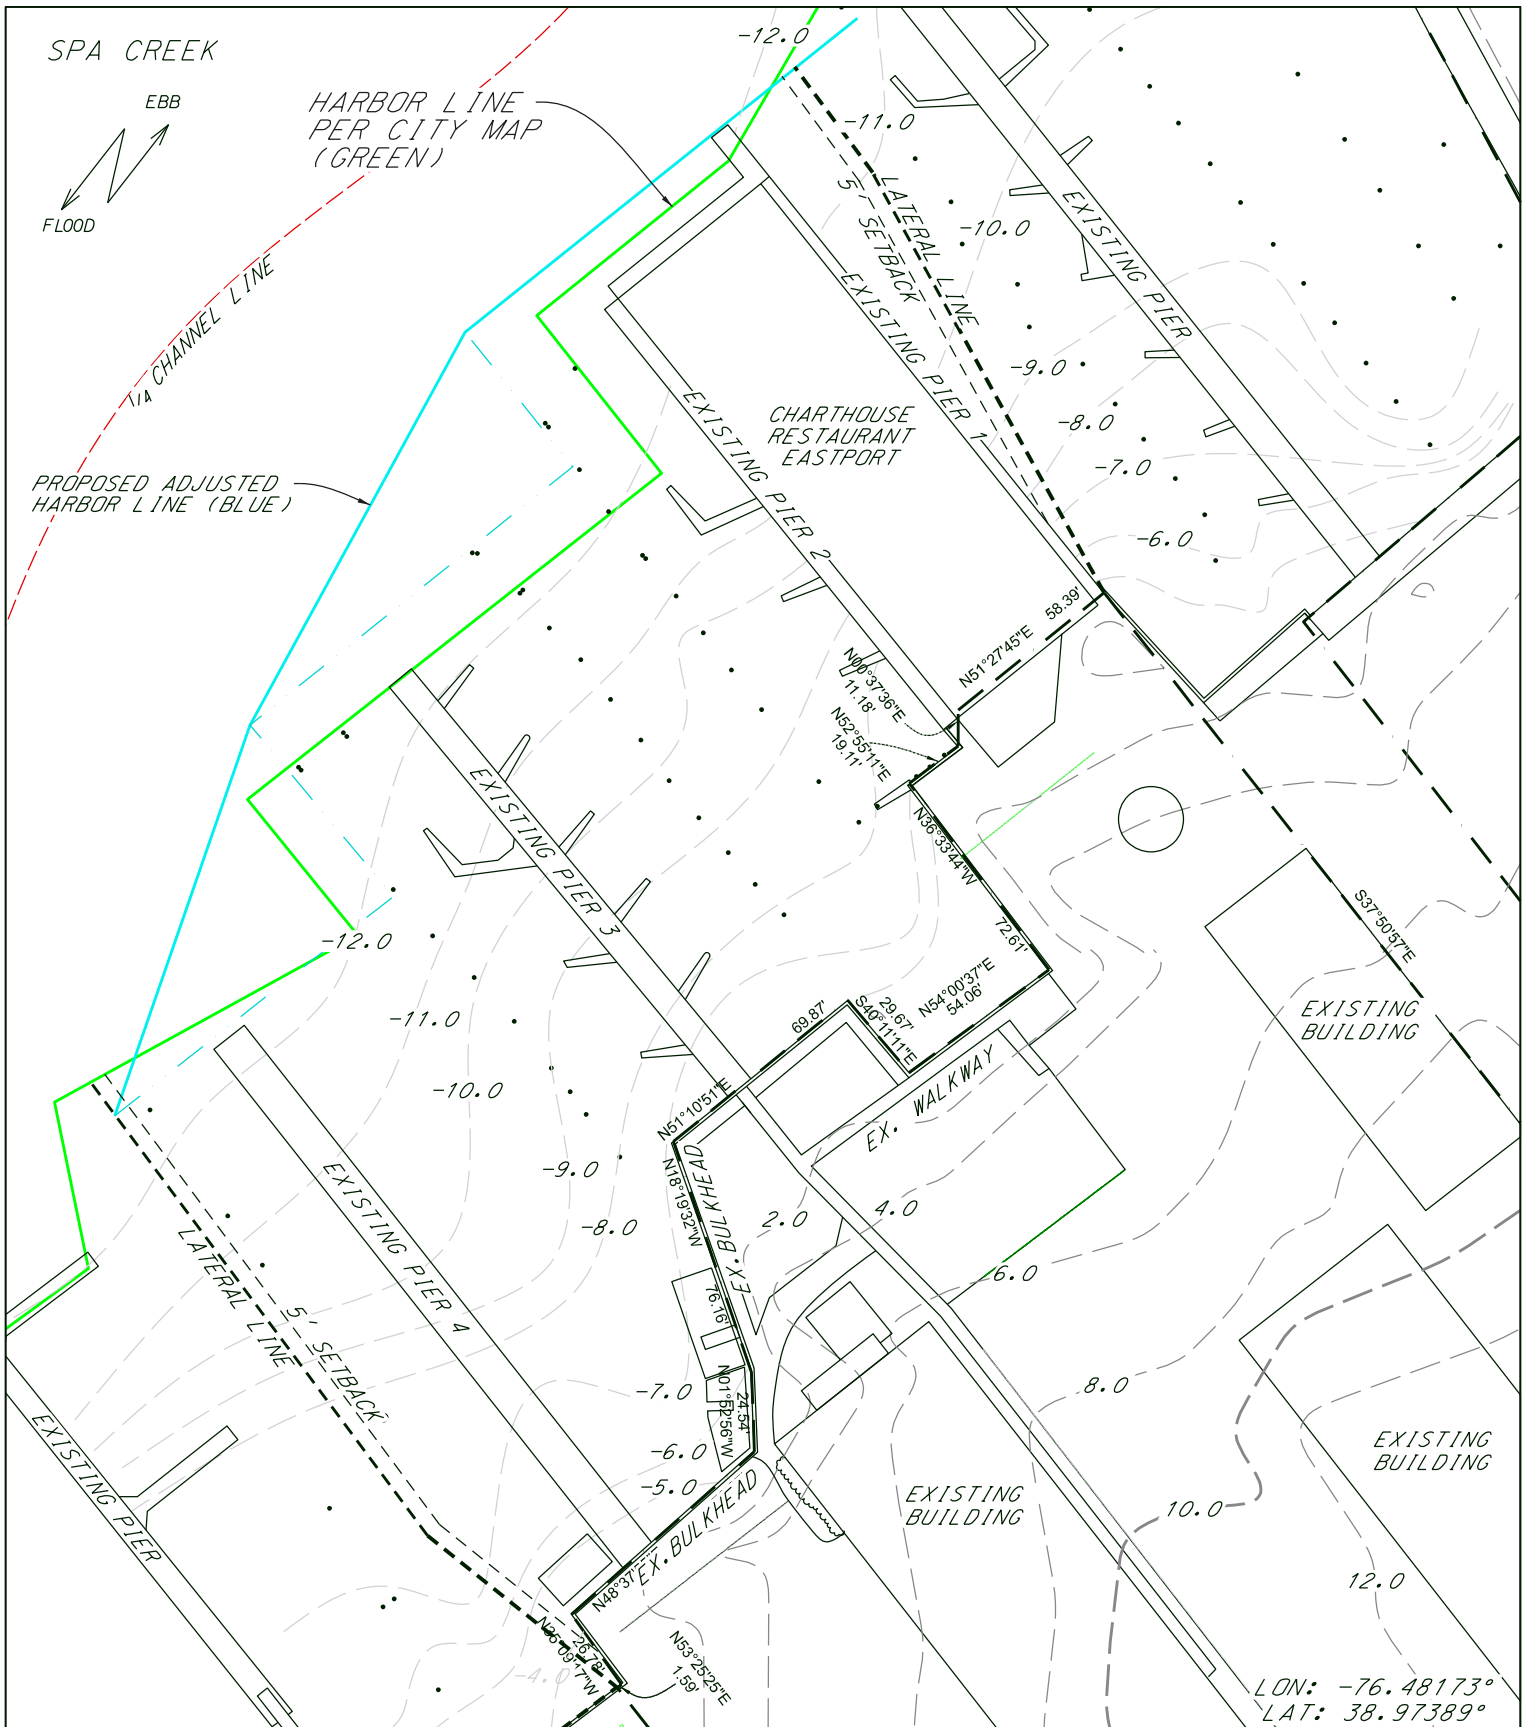 SPA CREEK
EBB
FLOOD
HARBOR LINE
PER CITY MAP
(GREEN)
1/4 CHANNEL LINE
PROPOSED ADJUSTED
HARBOR LINE (BLUE)
-12.0
-11.0
-10.0
-9.0
-8.0
-7.0
-6.0
LATERAL LINE
5' SETBACK
EXISTING PIER
EXISTING PIER 1
CHARTHOUSE
RESTAURANT
EASTPORT
EXISTING PIER 2
N51°27'45"E 58.39'
N00°37'36"E
11.18'
N52°55'11"E
19.11'
N36°33'44"W
72.61'
N54°00'37"E
54.06'
29.67'
S40°11'11"E
69.87'
N51°10'51"E
EXISTING PIER 3
-12.0
-11.0
-10.0
-9.0
-8.0
-7.0
-6.0
-5.0
-4.0
EX. WALKWAY
EX. BULKHEAD
N18°19'32"W
76.16'
N01°52'56"W
24.54'
2.0
4.0
6.0
8.0
10.0
12.0
S37°50'57"E
EXISTING
BUILDING
EXISTING
BUILDING
EXISTING
BUILDING
EXISTING PIER 4
LATERAL LINE
5' SETBACK
EXISTING PIER
EX. BULKHEAD
N48°37'
26.78'
N35°09'17"W
N53°25'25"E
1.59'
LON: -76.48173°
LAT: 38.97389°